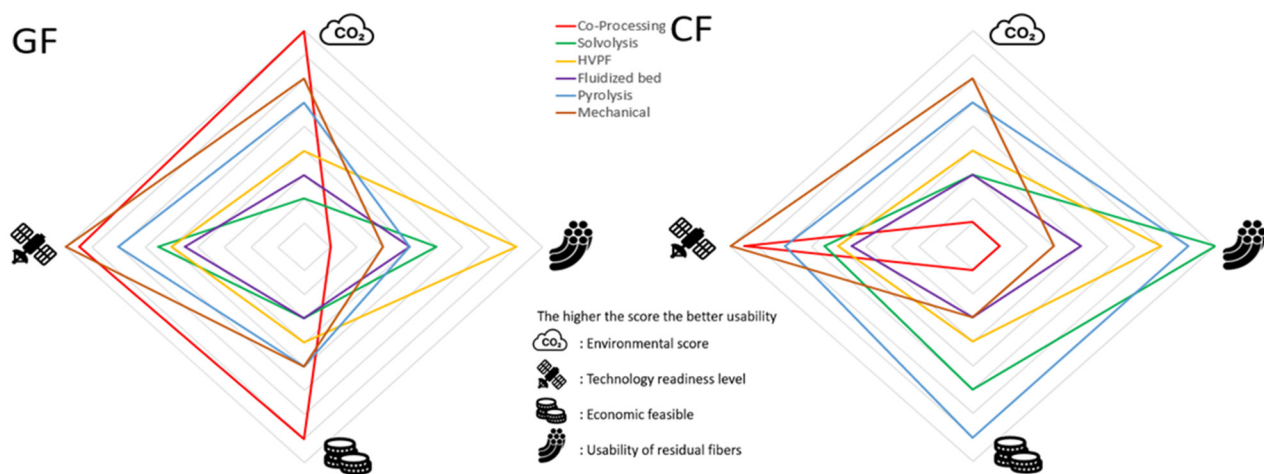 GF
CO₂
Co-Processing
Solvolysis
HVPF
Fluidized bed
Pyrolysis
Mechanical
CF
CO₂
The higher the score the better usability
CO₂ : Environmental score
: Technology readiness level
: Economic feasible
: Usability of residual fibers